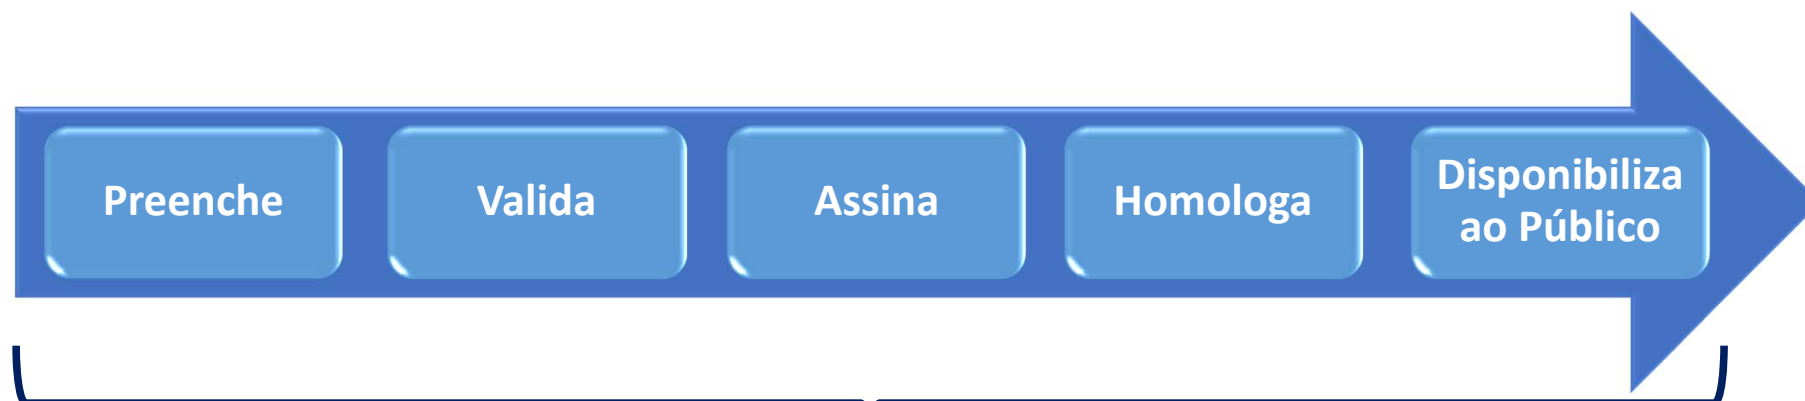 Preenche
Valida
Assina
Homologa
Disponibiliza
ao Público